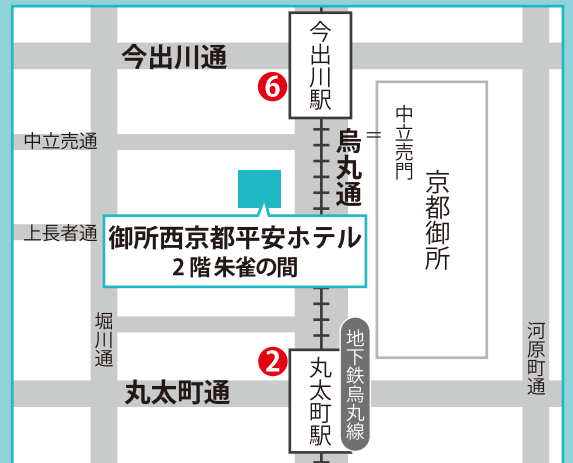 今出川駅
今出川通
6
中立売通
烏丸通
中立売門
京都御所
上長者通
御所西京都平安ホテル
2階朱雀の間
堀川通
地下鉄烏丸線
河原町通
2
丸太町駅
丸太町通